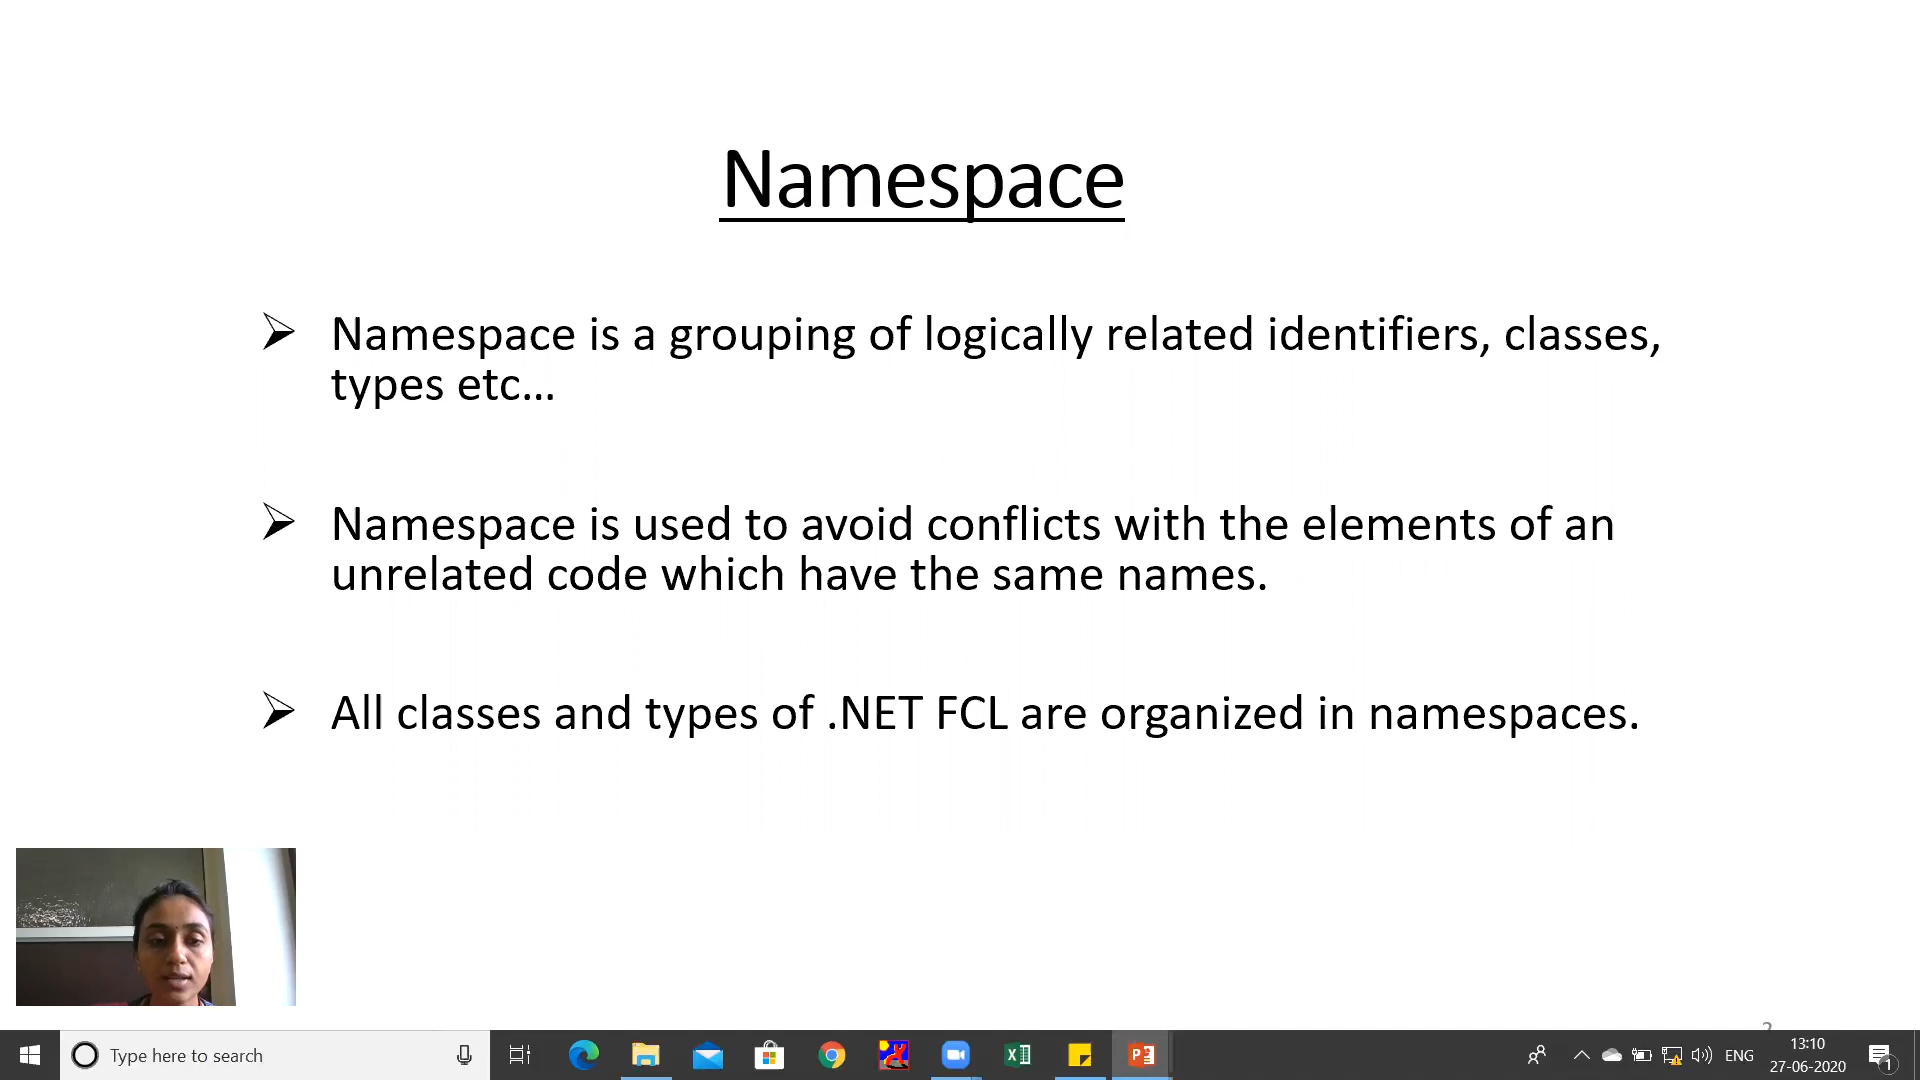 Namespace
➢ Namespace is a grouping of logically related identifiers, classes,
types etc...
➢ Namespace is used to avoid conflicts with the elements of an
unrelated code which have the same names.
➢ All classes and types of .NET FCL are organized in namespaces.
Type here to search
ENG
13:10
27-06-2020
1